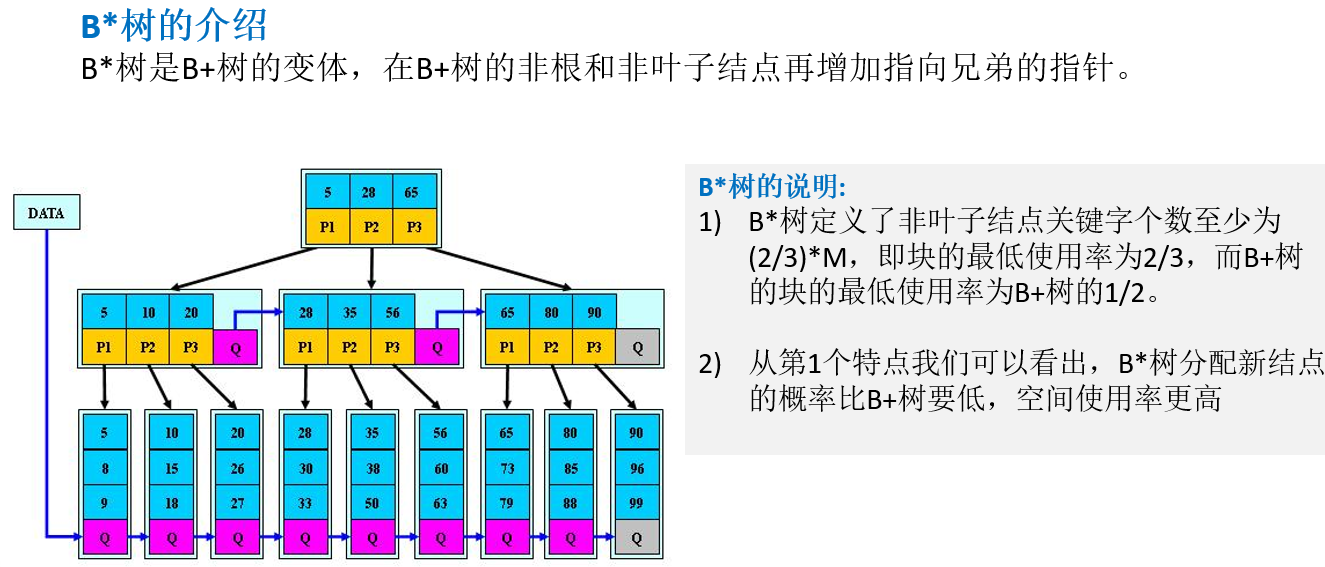 B*树的介绍
B*树是B+树的变体，在B+树的非根和非叶子结点再增加指向兄弟的指针。
DATA
5 28 65
P1 P2 P3
5 10 20 28 35 56 65 80 90
P1 P2 P3 Q P1 P2 P3 Q P1 P2 P3 Q
5 10 20 28 35 56 65 80 90
8 15 26 30 38 60 73 85 96
9 18 27 33 50 63 79 88 99
Q Q Q Q Q Q Q Q Q
B*树的说明:
1) B*树定义了非叶子结点关键字个数至少为
(2/3)*M，即块的最低使用率为2/3，而B+树
的块的最低使用率为B+树的1/2。
2) 从第1个特点我们可以看出，B*树分配新结点
的概率比B+树要低，空间使用率更高